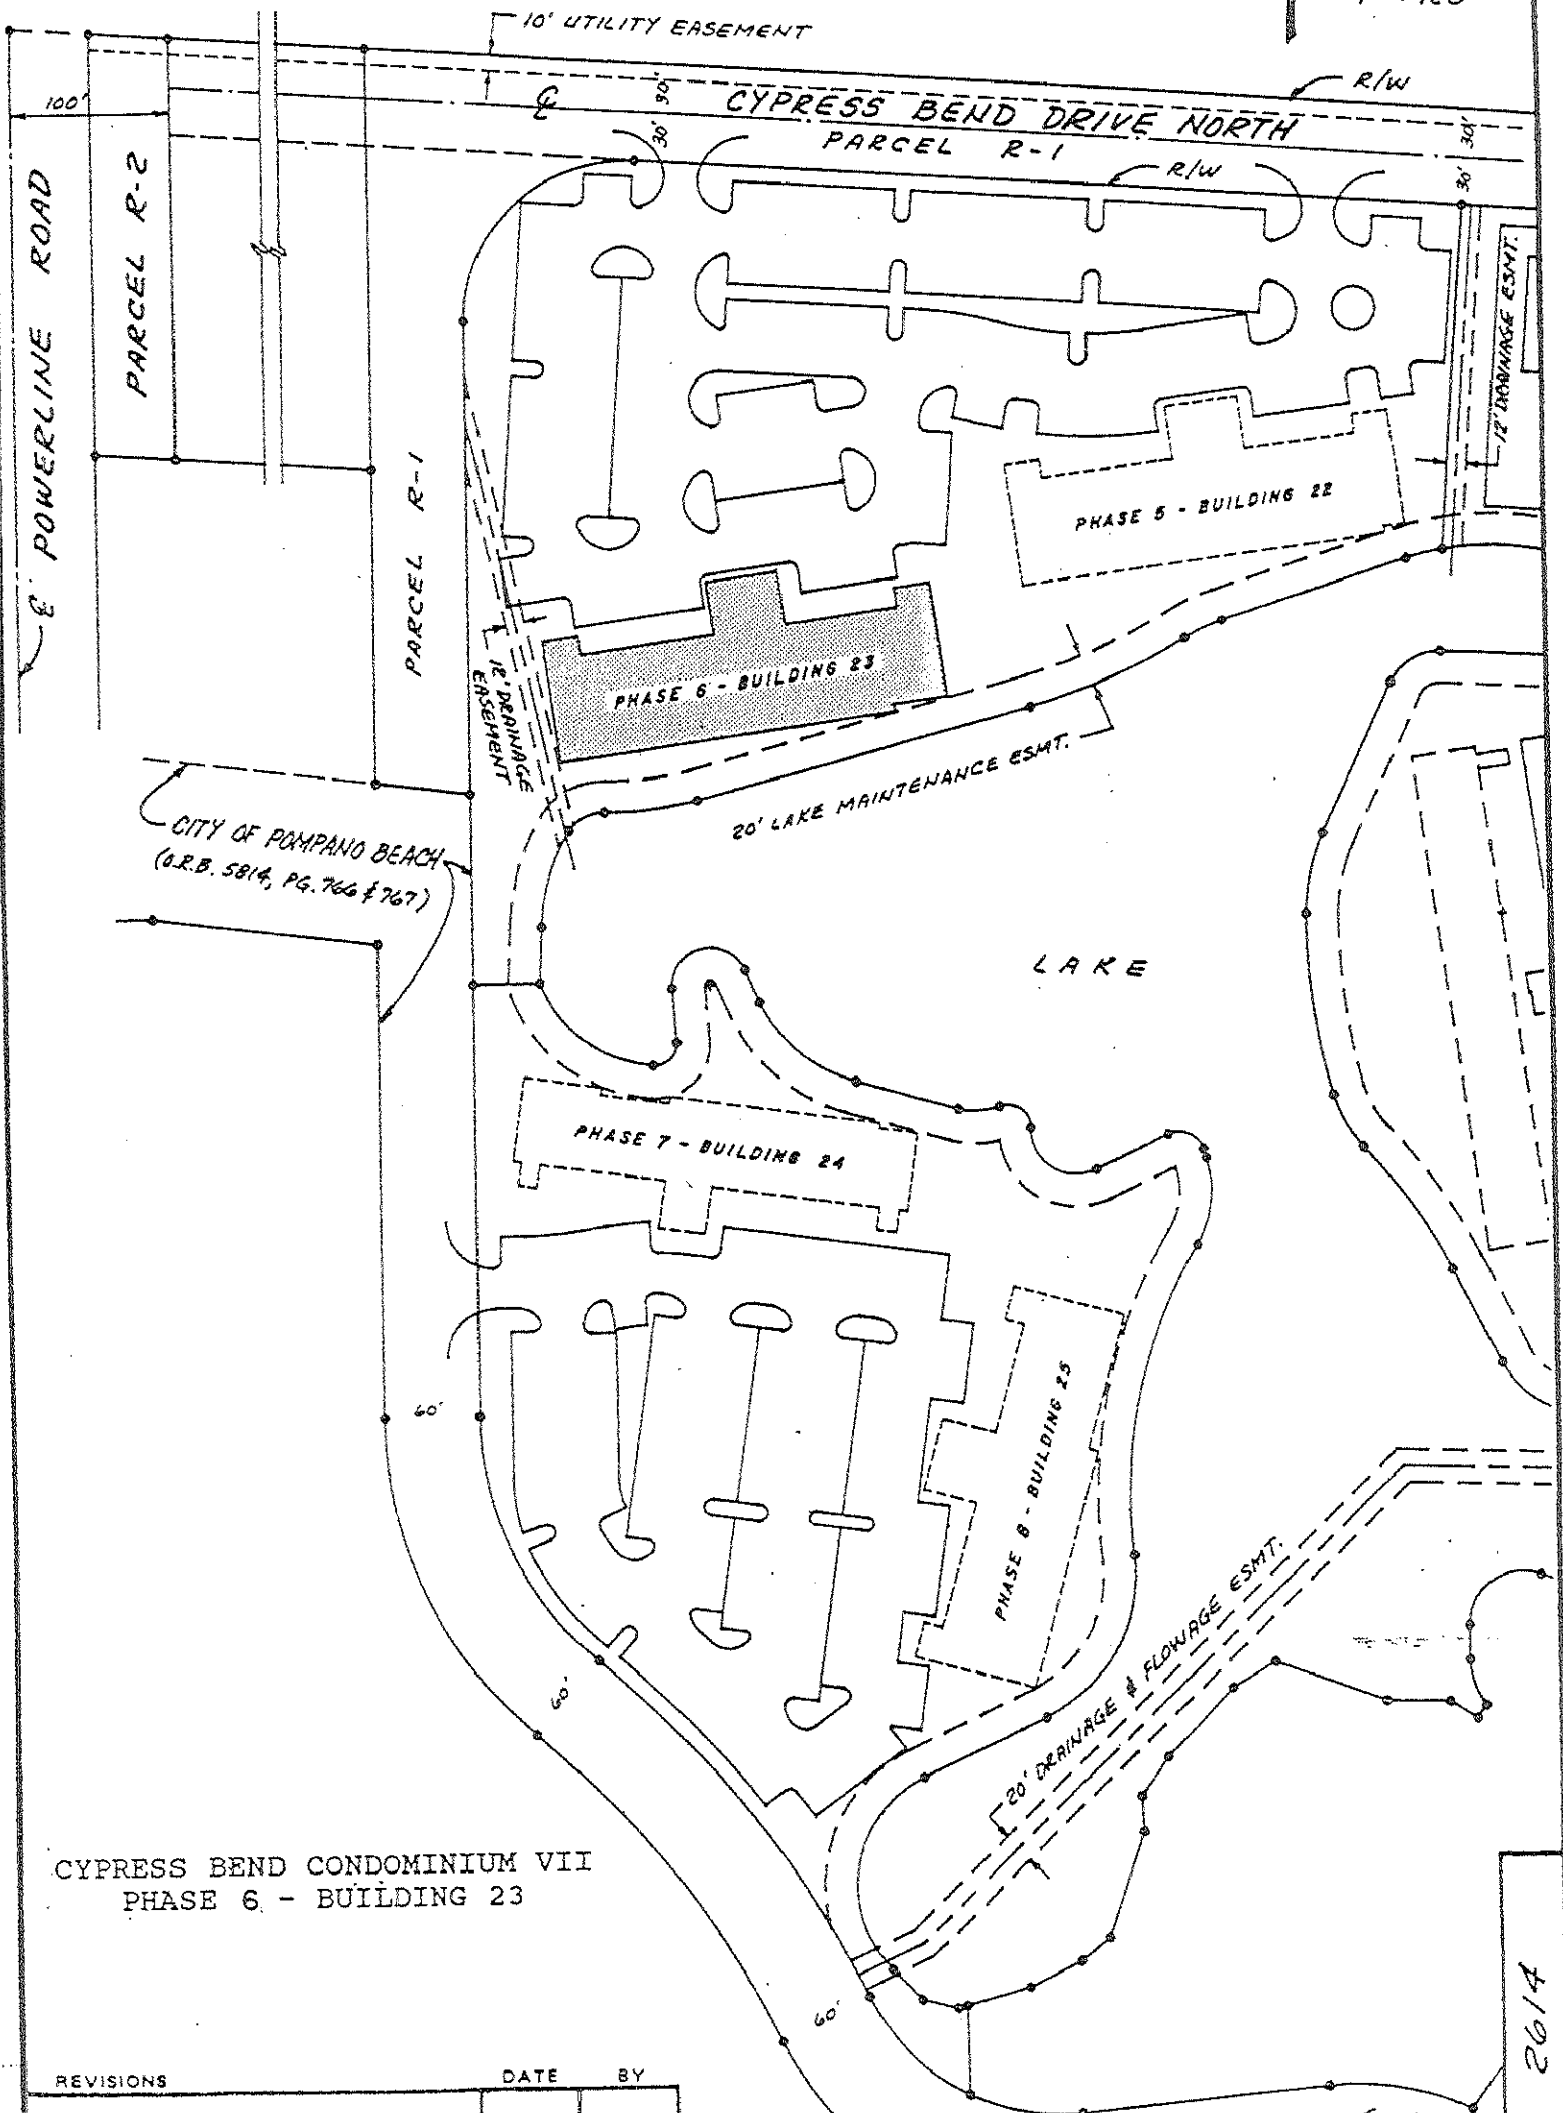 10' UTILITY EASEMENT
R/W
100'
℄
30'
30'
CYPRESS BEND DRIVE NORTH
30'
30'
PARCEL R-1
R/W
PARCEL R-2
℄ POWERLINE ROAD
12' DRAINAGE ESMT.
PARCEL R-1
PHASE 5 - BUILDING 22
PHASE 6 - BUILDING 23
12' DRAINAGE
EASEMENT
20' LAKE MAINTENANCE ESMT.
CITY OF POMPANO BEACH
(O.R.B. 5814, PG. 766 & 767)
LAKE
PHASE 7 - BUILDING 24
60'
PHASE 8 - BUILDING 25
60'
20' DRAINAGE & FLOWAGE ESMT.
CYPRESS BEND CONDOMINIUM VII
PHASE 6 - BUILDING 23
60'
2614
REVISIONS DATE BY